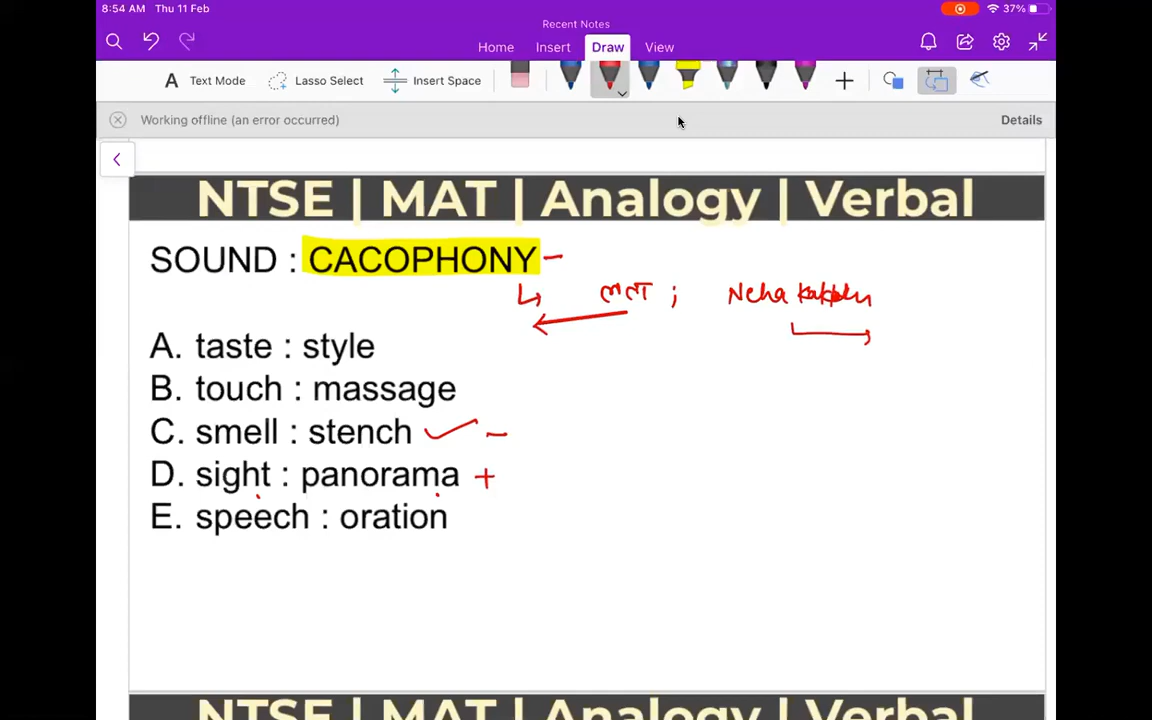 8:54 AM Thu 11 Feb
37%
Recent Notes
Home Insert Draw View
Text Mode Lasso Select Insert Space
Working offline (an error occurred) Details
NTSE | MAT | Analogy | Verbal
SOUND : CACOPHONY -
; Neha
A. taste : style
B. touch : massage
C. smell : stench ✓ -
D. sight : panorama +
E. speech : oration
NTSE | MAT | Analogy | Verbal